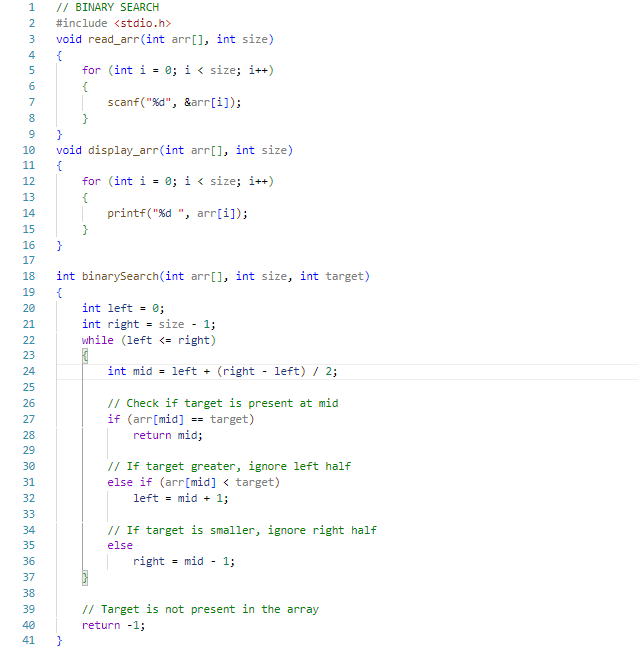 1 // BINARY SEARCH
2 #include <stdio.h>
3 void read_arr(int arr[], int size)
4 {
5     for (int i = 0; i < size; i++)
6     {
7         scanf("%d", &arr[i]);
8     }
9 }
10 void display_arr(int arr[], int size)
11 {
12     for (int i = 0; i < size; i++)
13     {
14         printf("%d ", arr[i]);
15     }
16 }
17
18 int binarySearch(int arr[], int size, int target)
19 {
20     int left = 0;
21     int right = size - 1;
22     while (left <= right)
23     {
24         int mid = left + (right - left) / 2;
25
26         // Check if target is present at mid
27         if (arr[mid] == target)
28             return mid;
29
30         // If target greater, ignore left half
31         else if (arr[mid] < target)
32             left = mid + 1;
33
34         // If target is smaller, ignore right half
35         else
36             right = mid - 1;
37     }
38
39     // Target is not present in the array
40     return -1;
41 }